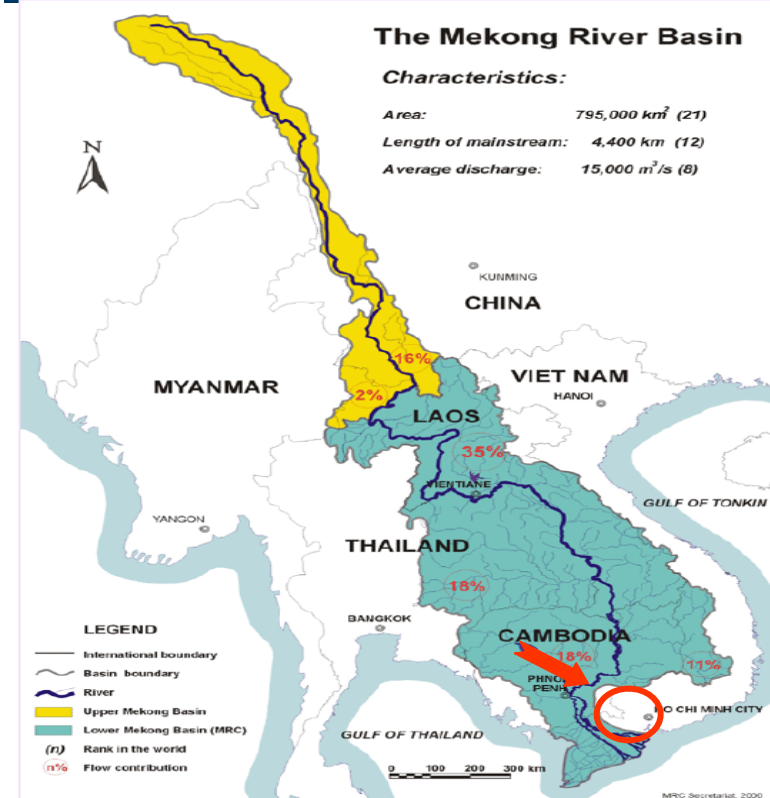 The Mekong River Basin
Characteristics:
Area: 795,000 km² (21)
Length of mainstream: 4,400 km (12)
Average discharge: 15,000 m³/s (8)
N
KUNMING
CHINA
16%
VIET NAM
MYANMAR
2%
HANOI
LAOS
35%
VIENTIANE
GULF OF TONKIN
YANGON
THAILAND
18%
BANGKOK
LEGEND
CAMBODIA
International boundary
18%
11%
Basin boundary
PHNOM
PENH
River
Upper Mekong Basin
HO CHI MINH CITY
Lower Mekong Basin (MRC)
GULF OF THAILAND
(n) Rank in the world
n% Flow contribution
0 100 200 300 km
MRC Secretariat, 2000